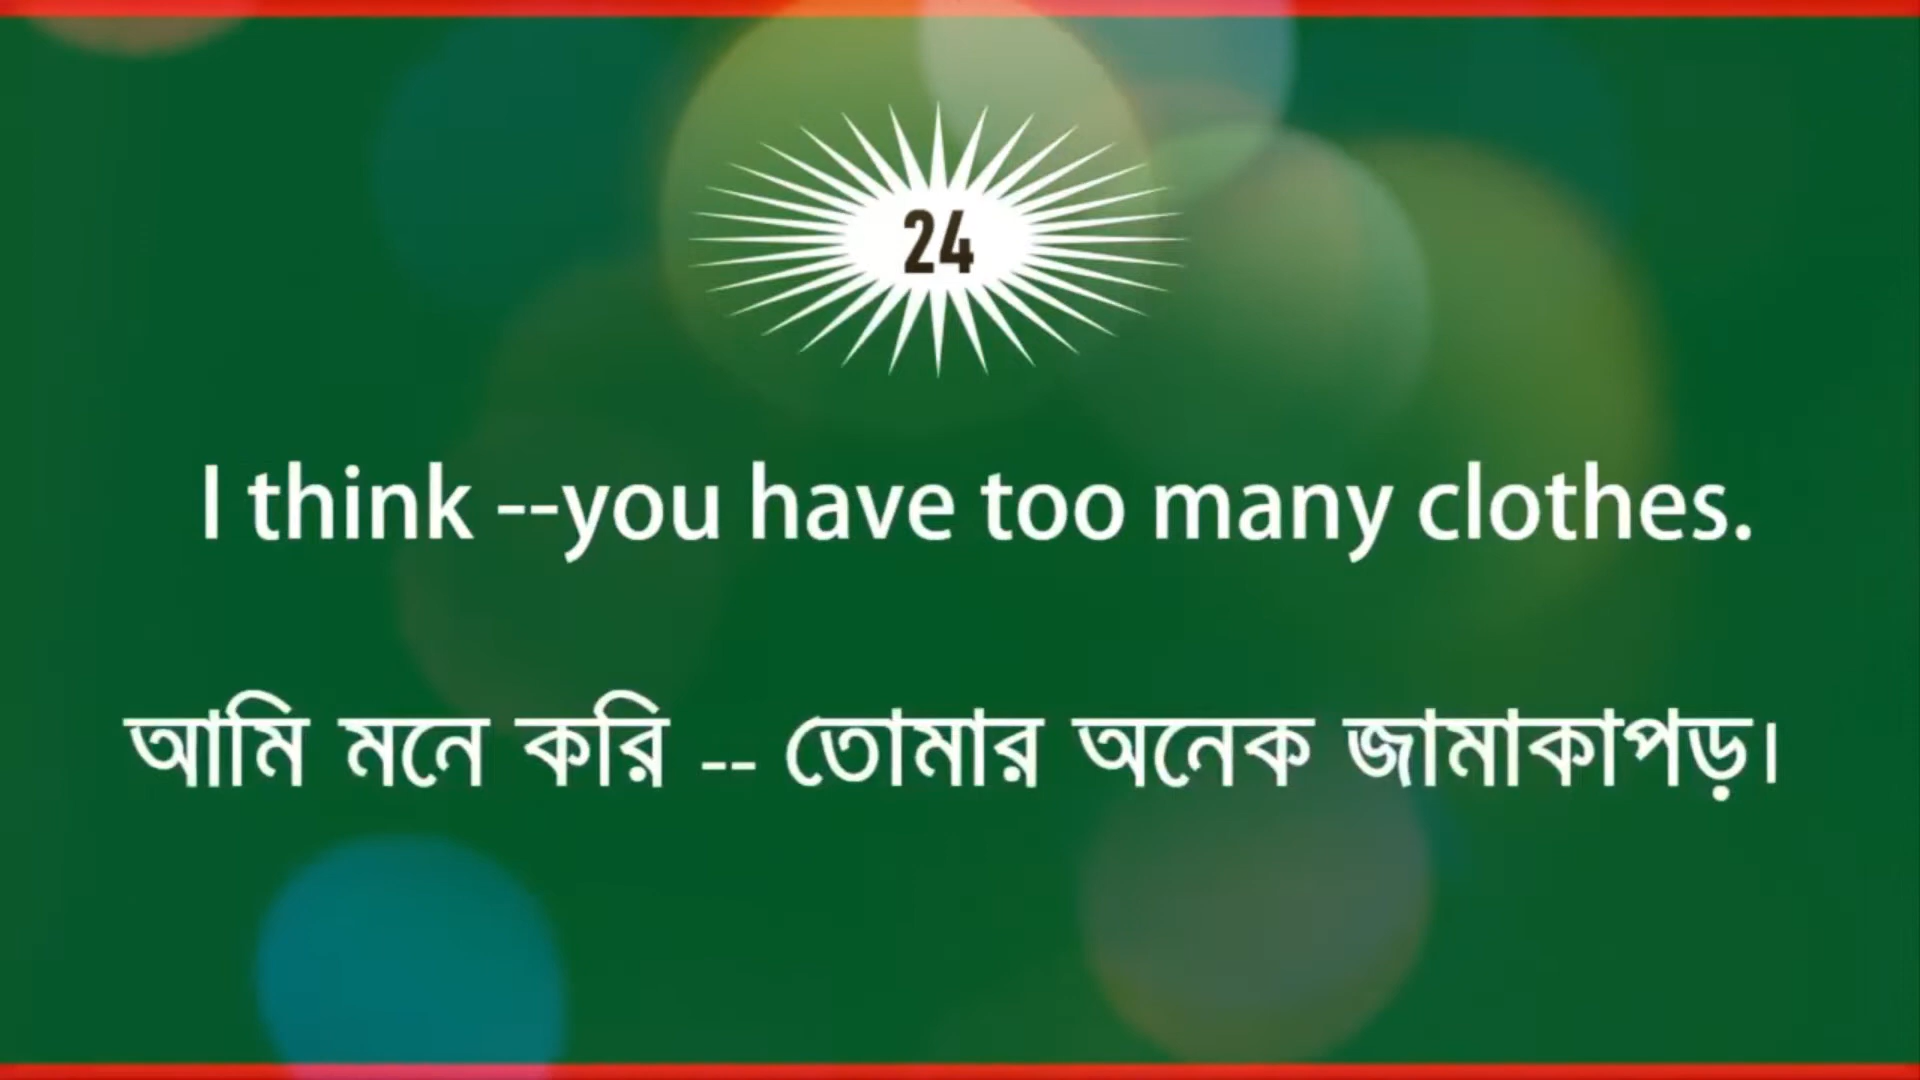 24
I think --you have too many clothes.
আমি মনে করি -- তোমার অনেক জামাকাপড়।